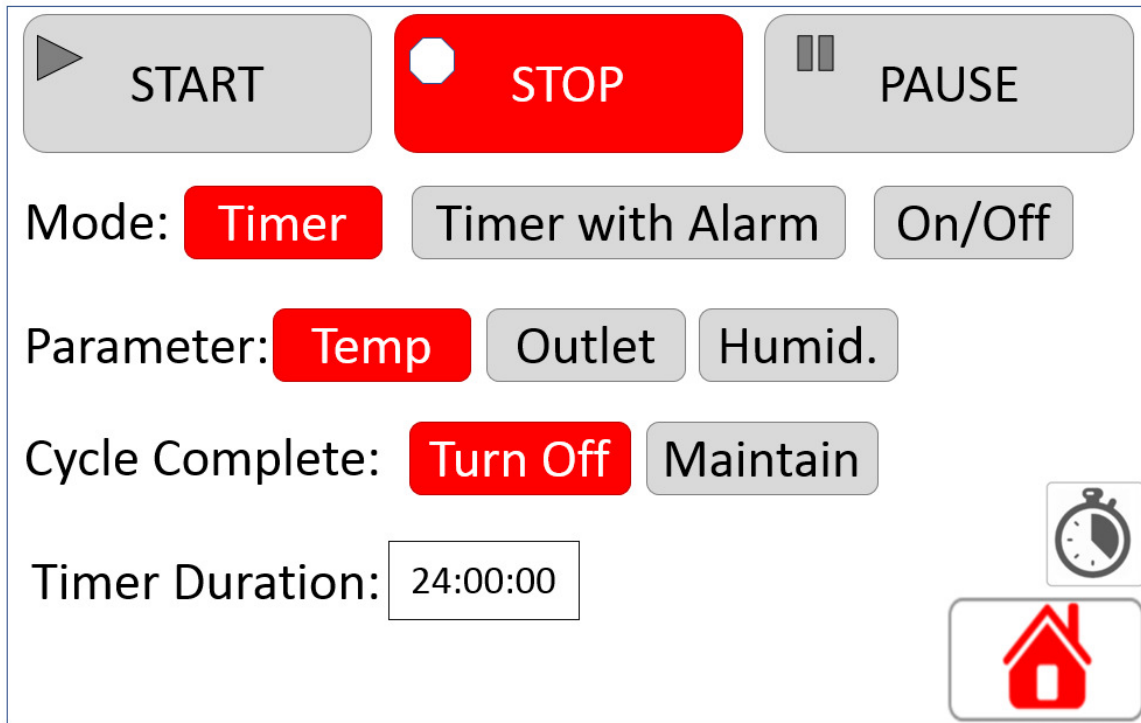 START STOP PAUSE
Mode: Timer Timer with Alarm On/Off
Parameter: Temp Outlet Humid.
Cycle Complete: Turn Off Maintain
Timer Duration: 24:00:00